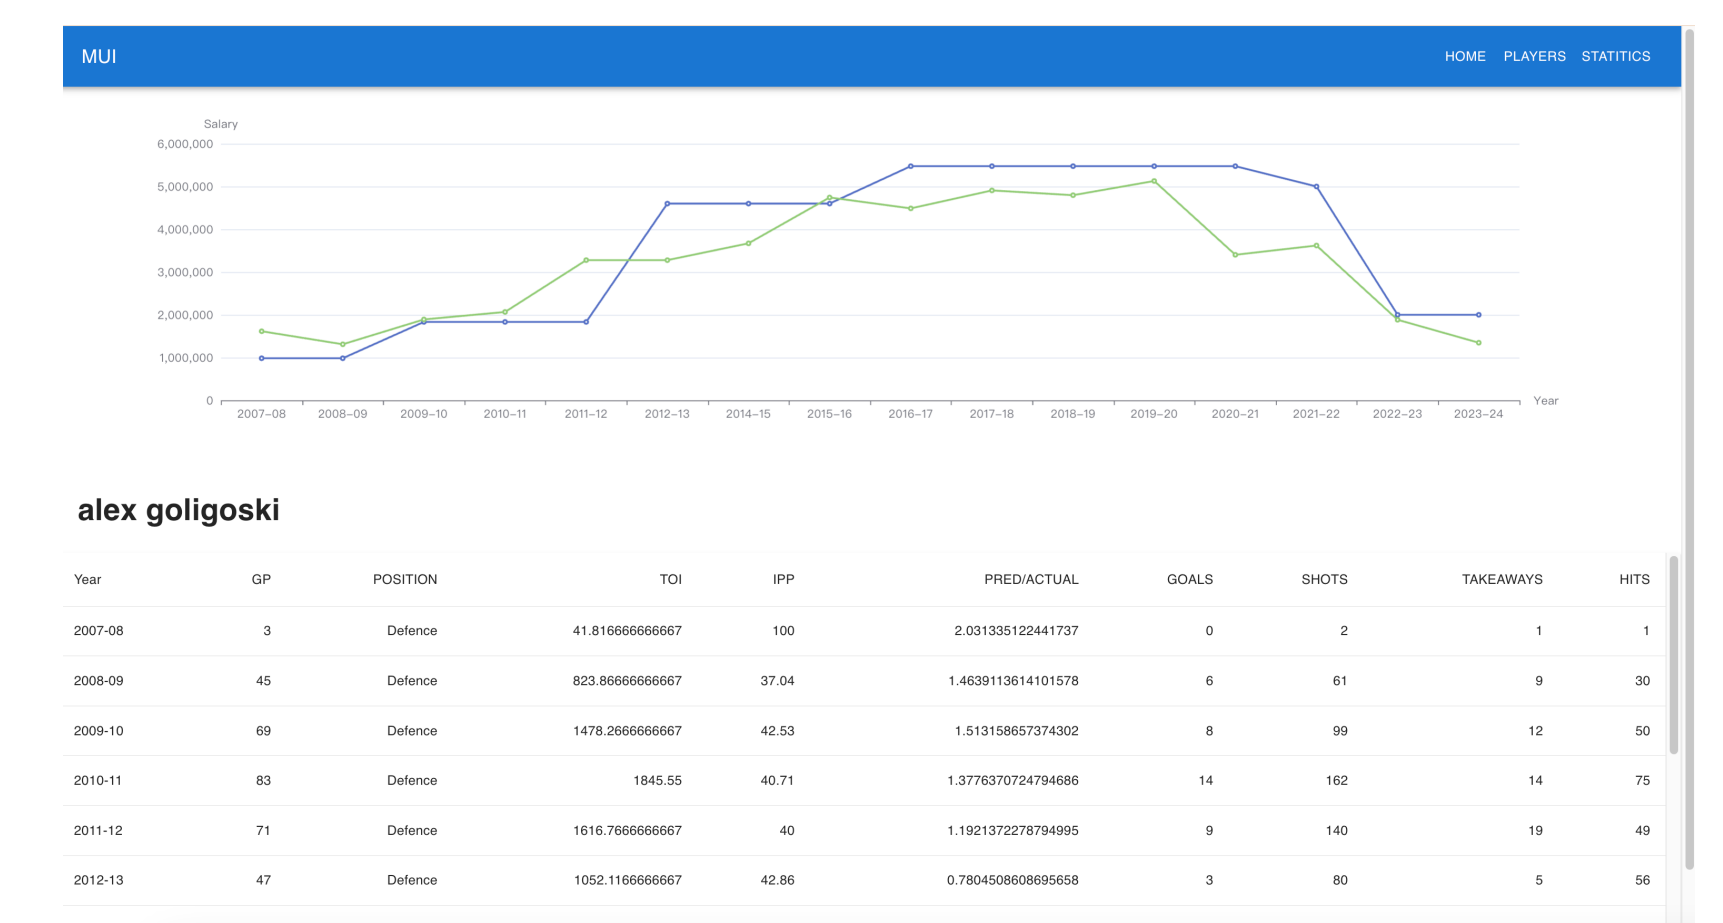 MUI HOME PLAYERS STATITICS
Salary
6,000,000
5,000,000
4,000,000
3,000,000
2,000,000
1,000,000
0
2007–08 2008–09 2009–10 2010–11 2011–12 2012–13 2014–15 2015–16 2016–17 2017–18 2018–19 2019–20 2020–21 2021–22 2022–23 2023–24 Year
alex goligoski
Year GP POSITION TOI IPP PRED/ACTUAL GOALS SHOTS TAKEAWAYS HITS
2007-08 3 Defence 41.816666666667 100 2.031335122441737 0 2 1 1
2008-09 45 Defence 823.86666666667 37.04 1.4639113614101578 6 61 9 30
2009-10 69 Defence 1478.2666666667 42.53 1.513158657374302 8 99 12 50
2010-11 83 Defence 1845.55 40.71 1.3776370724794686 14 162 14 75
2011-12 71 Defence 1616.7666666667 40 1.1921372278794995 9 140 19 49
2012-13 47 Defence 1052.1166666667 42.86 0.7804508608695658 3 80 5 56